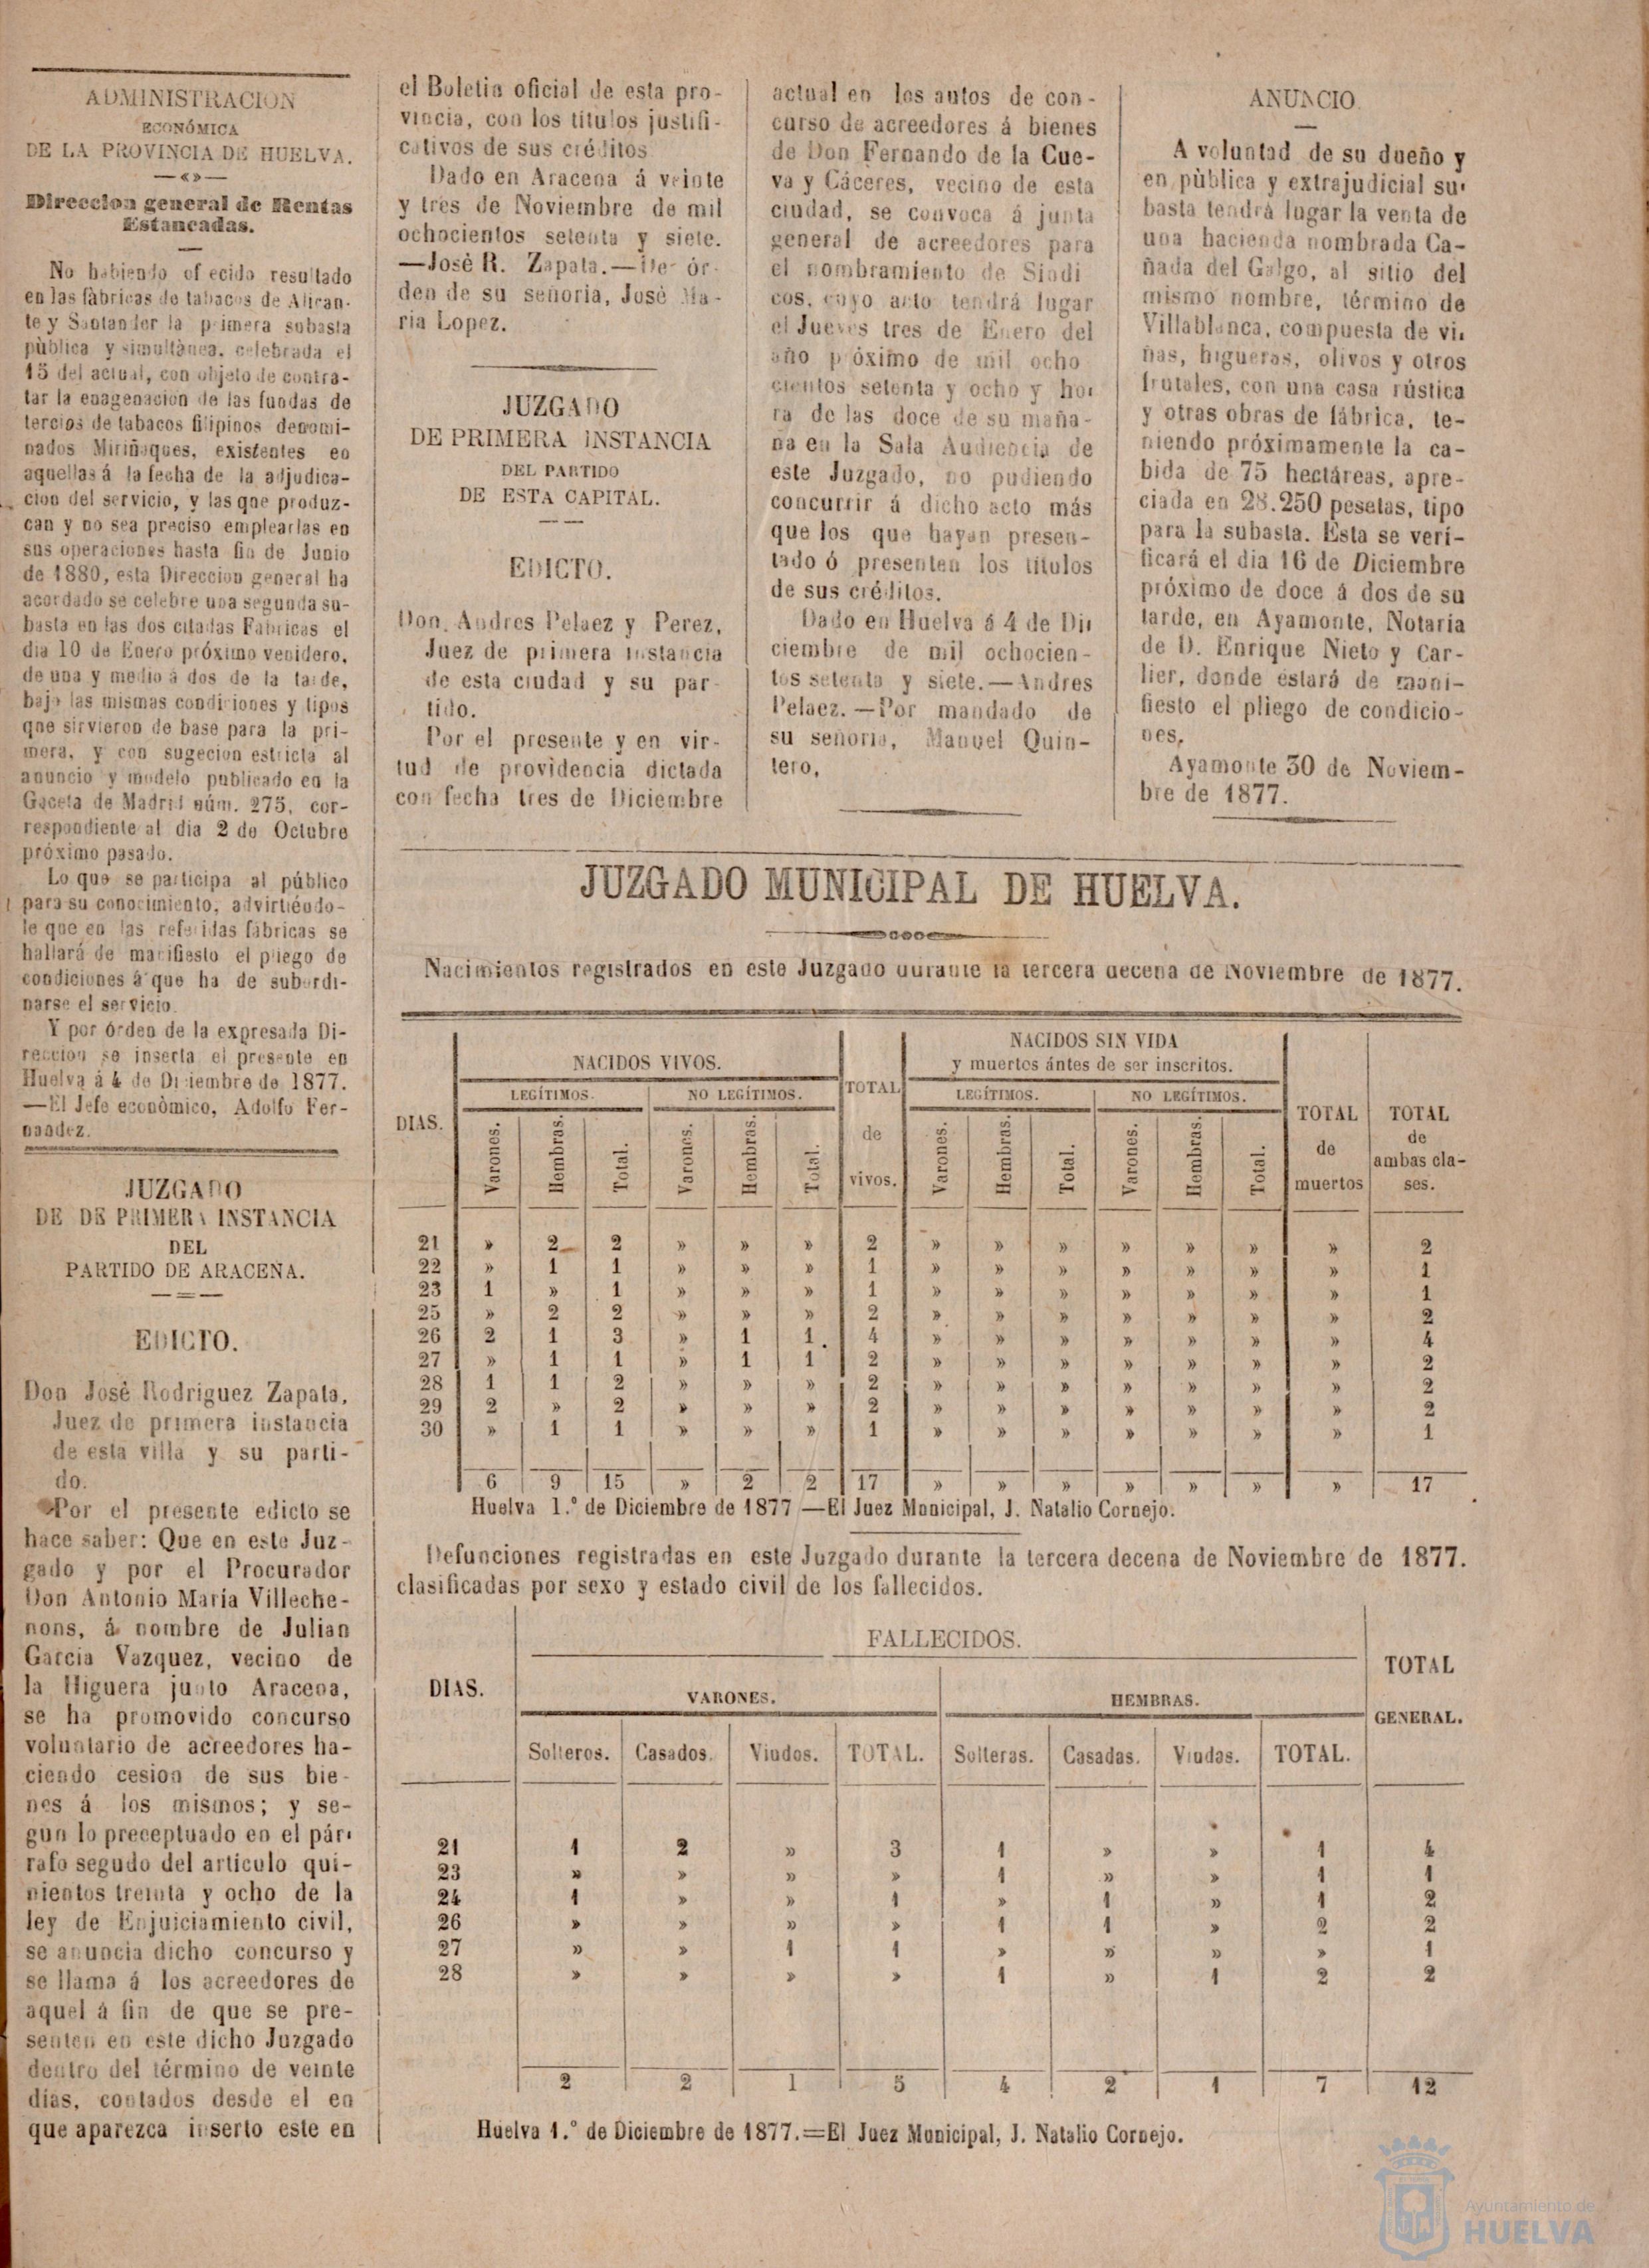 ADMINISTRACION
ECONÓMICA
DE LA PROVINCIA DE HUELVA.
Direccion general de Rentas
Estancadas.
No habiendo of ecido resultado
en las fàbricas de tabacos de Alican-
te y Santander la primera subasta
pùblica y simultànea, celebrada el
15 del actual, con objeto de contra-
tar la enagenacion de las fundas de
tercios de tabacos filipinos denomi-
nados Miriñaques, existentes en
aquellas á la fecha de la adjudica-
cion del servicio, y las que produz-
can y no sea preciso emplearlas en
sus operaciones hasta fin de Junio
de 1880, esta Direccion general ha
acordado se celebre una segunda su-
basta en las dos citadas Fabricas el
dia 10 de Enero próximo venidero,
de una y medio á dos de la tarde,
bajo las mismas condiciones y tipos
que sirvieron de base para la pri-
mera, y con sugecion estricta al
anuncio y modelo publicado en la
Gaceta de Madrid núm. 275, cor-
respondiente al dia 2 de Octubre
próximo pasado.
Lo que se participa al público
para su conocimiento, advirtiéndo-
le que en las referidas fàbricas se
hallará de manifiesto el pliego de
condiciones á que ha de subordi-
narse el servicio.
Y por órden de la expresada Di-
reccion se inserta el presente en
Huelva á 4 de Diciembre de 1877.
—El Jefe econòmico, Adolfo Fer-
nandez.
JUZGADO
DE DE PRIMERA INSTANCIA
DEL
PARTIDO DE ARACENA.
EDICTO.
Don José Rodriguez Zapata,
Juez de primera instancia
de esta villa y su parti-
do.
Por el presente edicto se
hace saber: Que en este Juz-
gado y por el Procurador
Don Antonio María Villeche-
nons, á nombre de Julian
Garcia Vazquez, vecino de
la Higuera junto Aracena,
se ha promovido concurso
voluntario de acreedores ha-
ciendo cesion de sus bie-
nes á los mismos; y se-
gun lo preceptuado en el pár-
rafo segudo del artículo qui-
nientos treinta y ocho de la
ley de Enjuiciamiento civil,
se anuncia dicho concurso y
se llama á los acreedores de
aquel á fin de que se pre-
senten en este dicho Juzgado
dentro del término de veinte
dias, contados desde el en
que aparezca inserto este en
el Boletin oficial de esta pro-
vincia, con los titulos justifi-
cativos de sus créditos
Dado en Aracena á veinte
y tres de Noviembre de mil
ochocientos setenta y siete.
—José R. Zapata.—De ór-
den de su señoria, José Ma-
ria Lopez.
JUZGADO
DE PRIMERA INSTANCIA
DEL PARTIDO
DE ESTA CAPITAL.
EDICTO.
Don Andres Pelaez y Perez,
Juez de primera instancia
de esta ciudad y su par-
tido.
Por el presente y en vir-
tud de providencia dictada
con fecha tres de Diciembre
actual en los autos de con-
curso de acreedores á bienes
de Don Fernando de la Cue-
va y Cáceres, vecino de esta
ciudad, se convoca á junta
general de acreedores para
el nombramiento de Sindi
cos, cuyo acto tendrá lugar
el Jueves tres de Enero del
año próximo de mil ocho
cientos setenta y ocho y ho-
ra de las doce de su maña-
na en la Sala Audiencia de
este Juzgado, no pudiendo
concurrir á dicho acto más
que los que hayan presen-
tado ó presenten los titulos
de sus créditos.
Dado en Huelva á 4 de Di-
ciembre de mil ochocien-
tos setenta y siete.—Andres
Pelaez.—Por mandado de
su señoria, Manuel Quin-
tero,
ANUNCIO
A voluntad de su dueño y
en pùblica y extrajudicial su-
basta tendrà lugar la venta de
una hacienda nombrada Ca-
ñada del Galgo, al sitio del
mismo nombre, término de
Villablanca, compuesta de vi-
ñas, higueras, olivos y otros
frutales, con una casa rústica
y otras obras de fábrica, te-
niendo próximamente la ca-
bida de 75 hectáreas, apre-
ciada en 28.250 pesetas, tipo
para la subasta. Esta se veri-
ficará el dia 16 de Diciembre
próximo de doce á dos de su
tarde, en Ayamonte, Notaria
de D. Enrique Nieto y Car-
lier, donde estará de mani-
fiesto el pliego de condicio-
nes.
Ayamonte 30 de Noviem-
bre de 1877.
JUZGADO MUNICIPAL DE HUELVA.
Nacimientos registrados en este Juzgado durante la tercera decena de Noviembre de 1877.
NACIDOS VIVOS. NACIDOS SIN VIDA
y muertos ántes de ser inscritos.
LEGÍTIMOS. NO LEGÍTIMOS. TOTAL LEGÍTIMOS. NO LEGÍTIMOS.
DIAS. Varones. Hembras. Total. Varones. Hembras. Total. de vivos. Varones. Hembras. Total. Varones. Hembras. Total. TOTAL de muertos TOTAL de ambas cla-
ses.
21 » 2 2 » » » 2 » » » » » » » 2
22 » 1 1 » » » 1 » » » » » » » 1
23 1 » 1 » » » 1 » » » » » » » 1
25 » 2 2 » » » 2 » » » » » » » 2
26 2 1 3 » 1 1 4 » » » » » » » 4
27 » 1 1 » 1 1 2 » » » » » » » 2
28 1 1 2 » » » 2 » » » » » » » 2
29 2 » 2 » » » 2 » » » » » » » 2
30 » 1 1 » » » 1 » » » » » » » 1
6 9 15 » 2 2 17 » » » » » » » 17
Huelva 1.º de Diciembre de 1877—El Juez Municipal, J. Natalio Cornejo.
Defunciones registradas en este Juzgado durante la tercera decena de Noviembre de 1877.
clasificadas por sexo y estado civil de los fallecidos.
FALLECIDOS.
DIAS. VARONES. HEMBRAS. TOTAL
GENERAL.
Solteros. Casados. Viudos. TOTAL. Solteras. Casadas. Viudas. TOTAL.
21 1 2 » 3 1 » » 1 4
23 » » » » 1 » » 1 1
24 1 » » 1 » 1 » 1 2
26 » » » » 1 1 » 2 2
27 » » 1 1 » » » » 1
28 » » » » 1 » 1 2 2
2 2 1 5 4 2 1 7 12
Huelva 1.º de Diciembre de 1877.=El Juez Municipal, J. Natalio Cornejo.
Ayuntamiento de
HUELVA